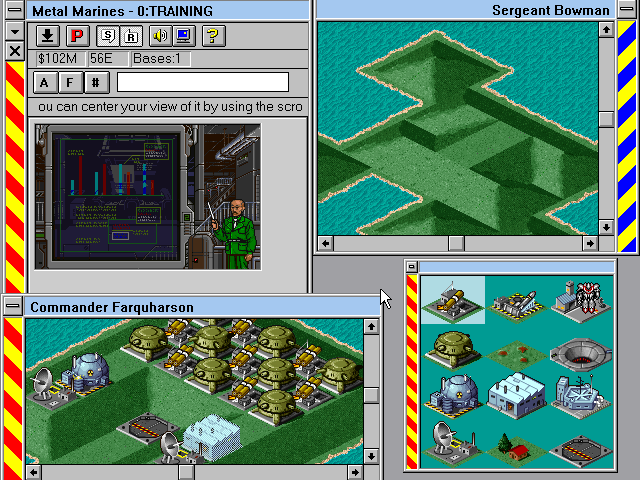 Metal Marines - 0:TRAINING
Sergeant Bowman
P S R ?
$102M 56E Bases:1
A F #
ou can center your view of it by using the scro
Commander Farquharson